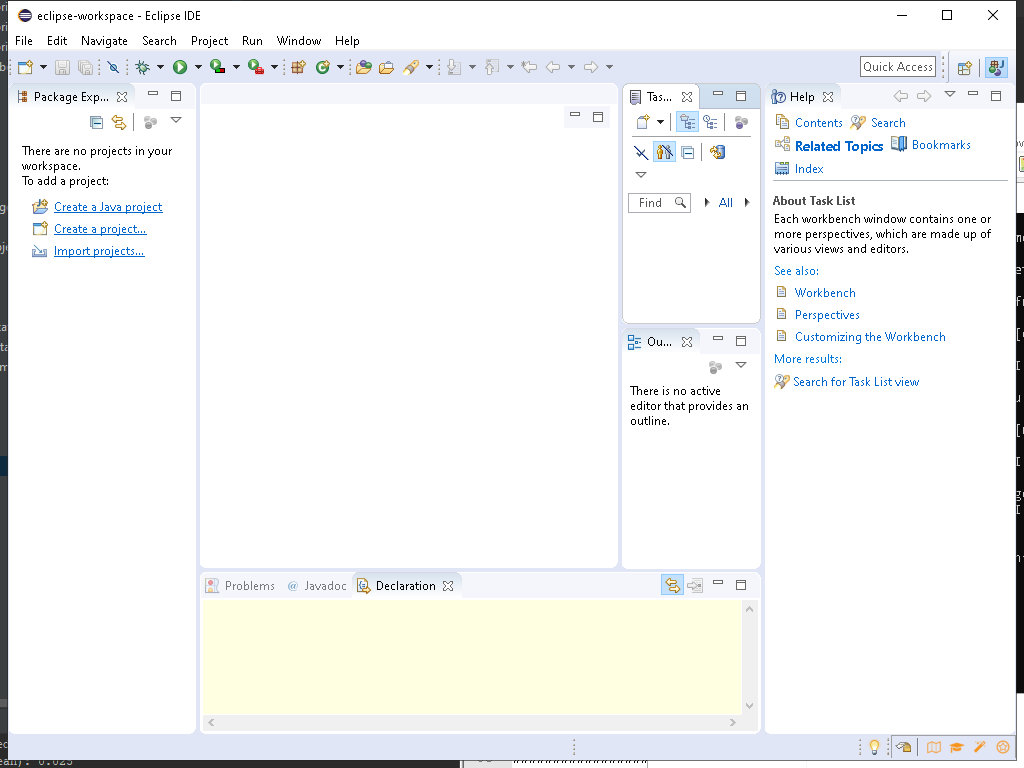 eclipse-workspace - Eclipse IDE
File Edit Navigate Search Project Run Window Help
Quick Access
Package Exp...
There are no projects in your
workspace.
To add a project:
Create a Java project
Create a project...
Import projects...
Tas...
Find
All
Ou...
There is no active
editor that provides an
outline.
Help
Contents Search
Related Topics Bookmarks
Index
About Task List
Each workbench window contains one or
more perspectives, which are made up of
various views and editors.
See also:
Workbench
Perspectives
Customizing the Workbench
More results:
Search for Task List view
Problems @ Javadoc Declaration